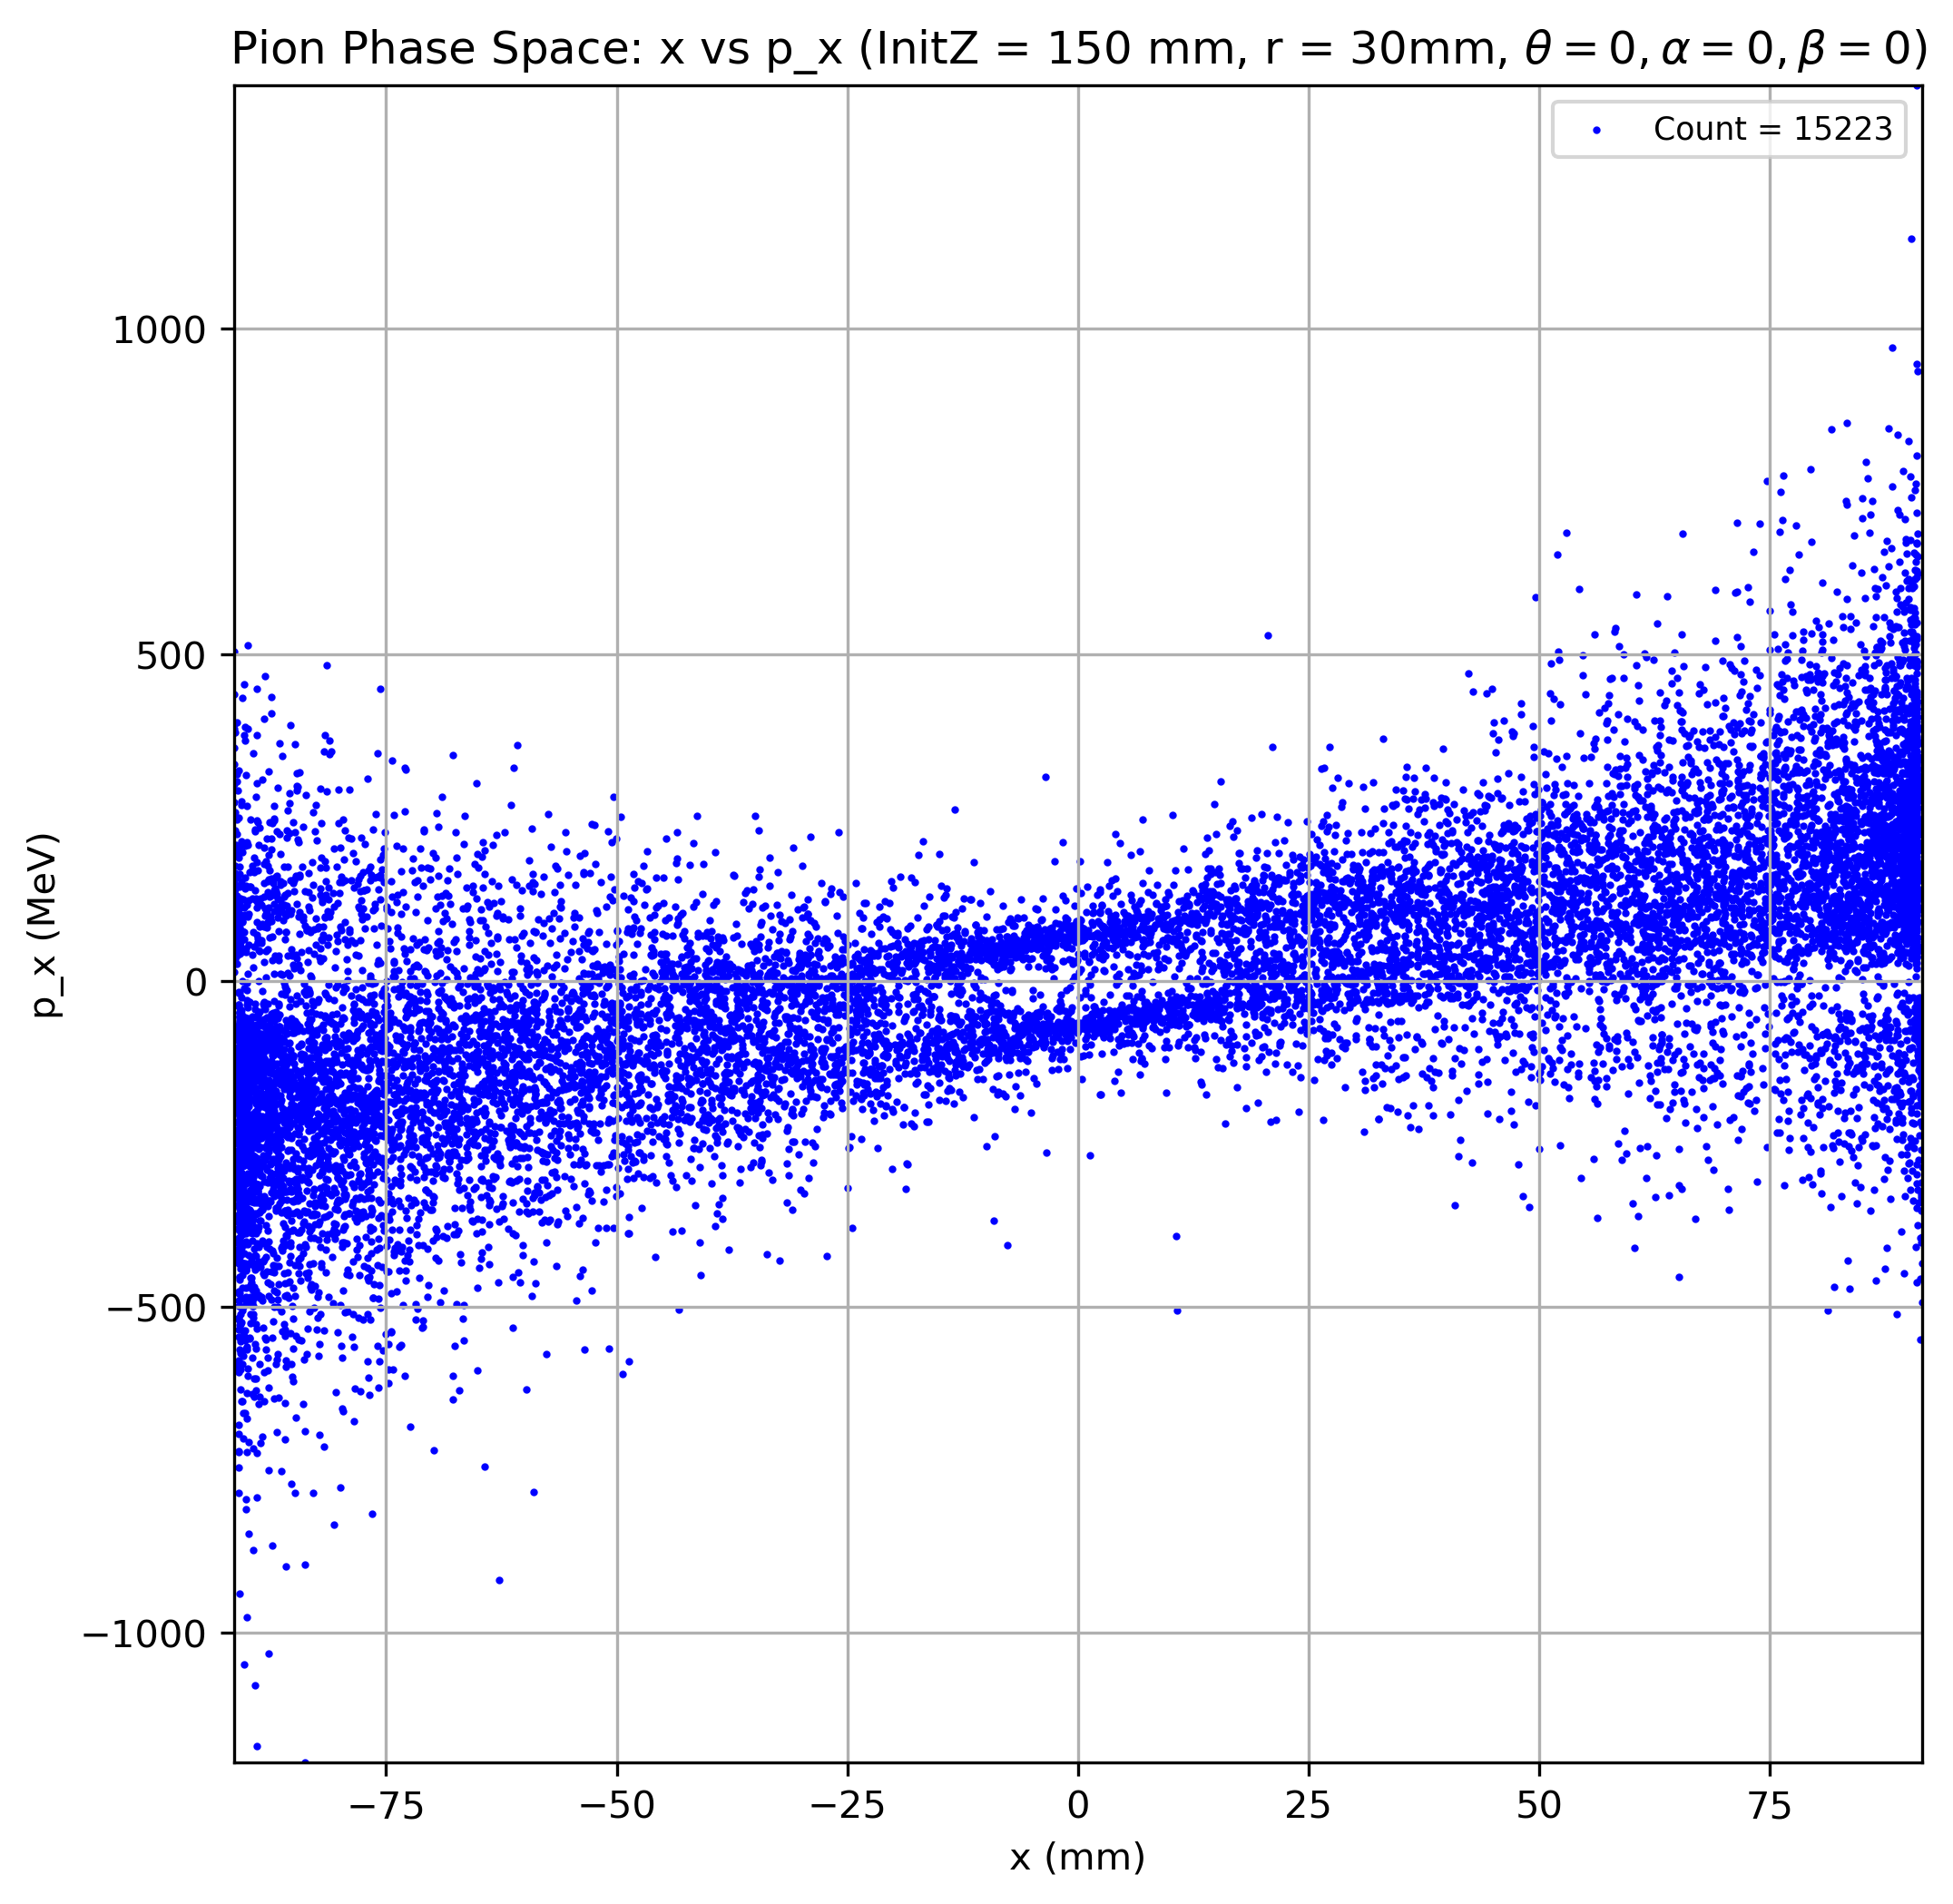 Pion Phase Space: x vs p_x (InitZ = 150 mm, r = 30mm, θ = 0, α = 0, β = 0)
Count = 15223
1000
500
0
−500
−1000
p_x (MeV)
−75 −50 −25 0 25 50 75
x (mm)